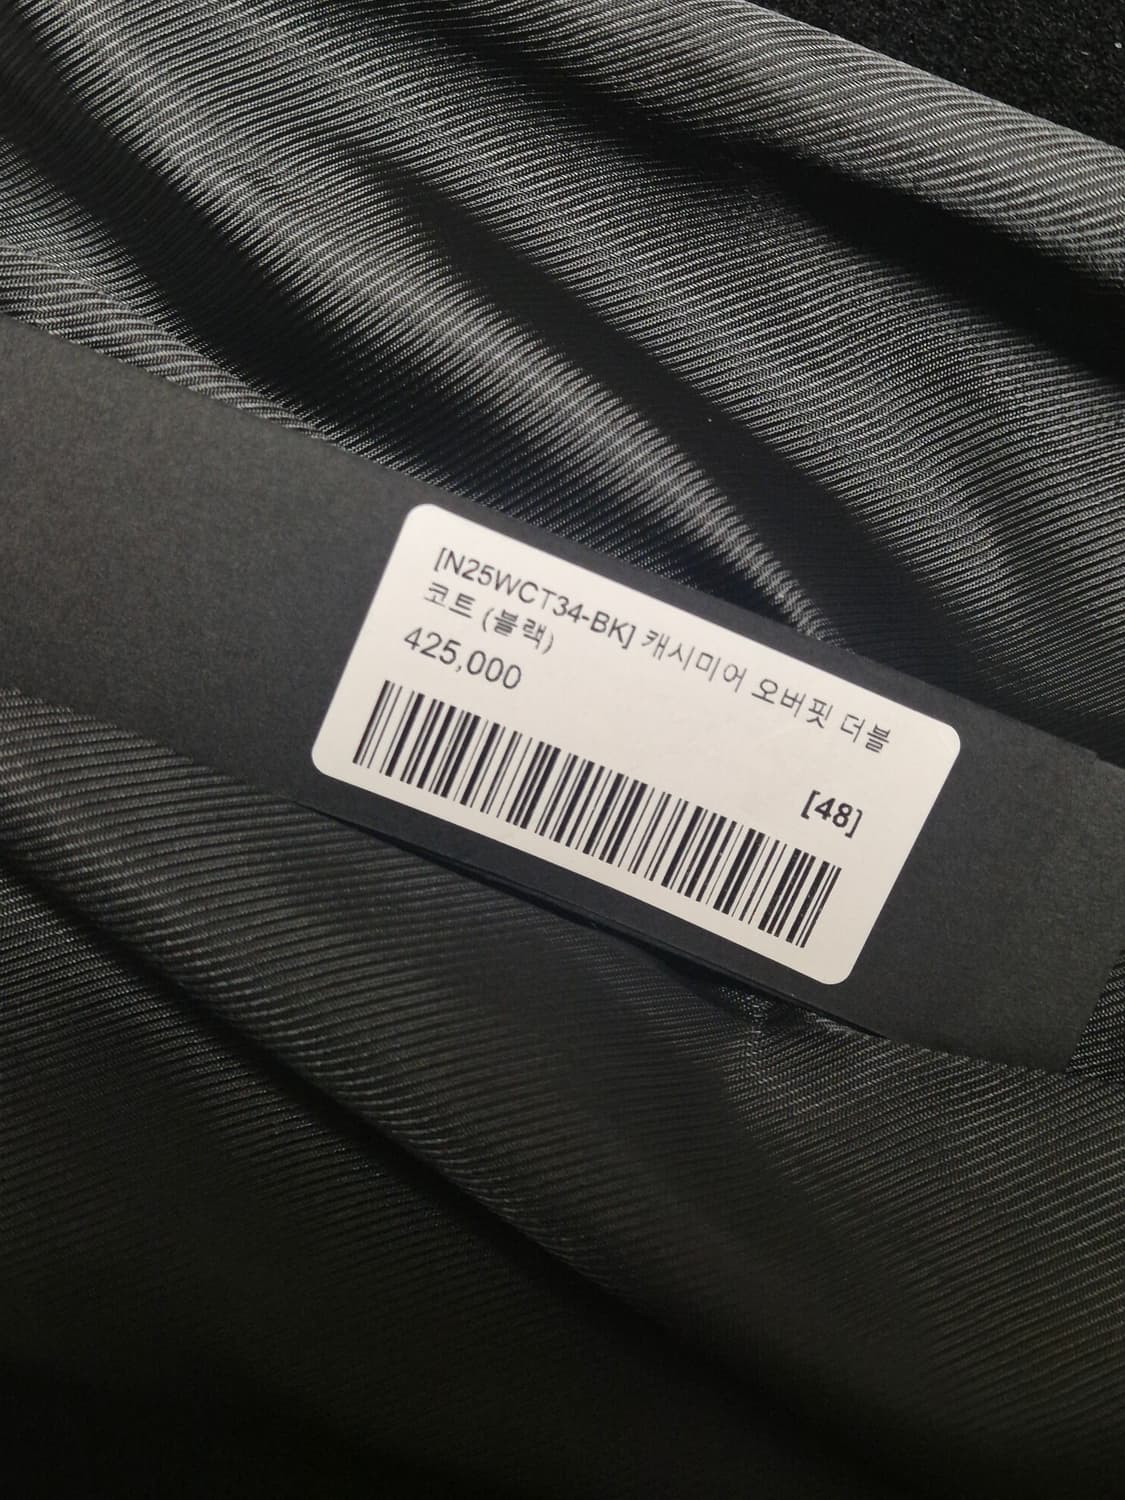 [N25WCT34-BK] 캐시미어 오버핏 더블
코트 (블랙)
425,000
[48]